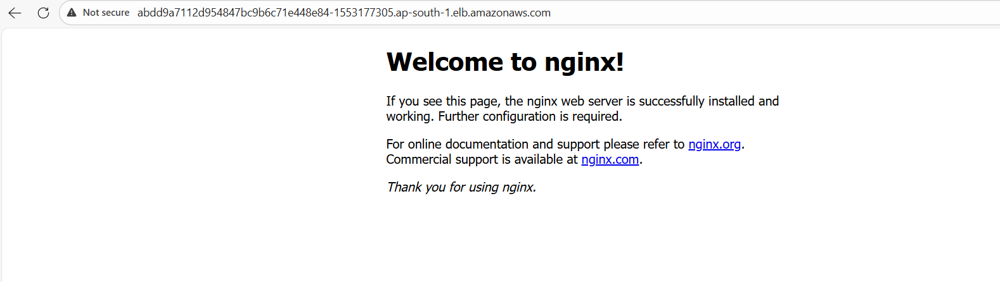 Not secure abdd9a7112d954847bc9b6c71e448e84-1553177305.ap-south-1.elb.amazonaws.com
Welcome to nginx!
If you see this page, the nginx web server is successfully installed and
working. Further configuration is required.
For online documentation and support please refer to nginx.org.
Commercial support is available at nginx.com.
Thank you for using nginx.